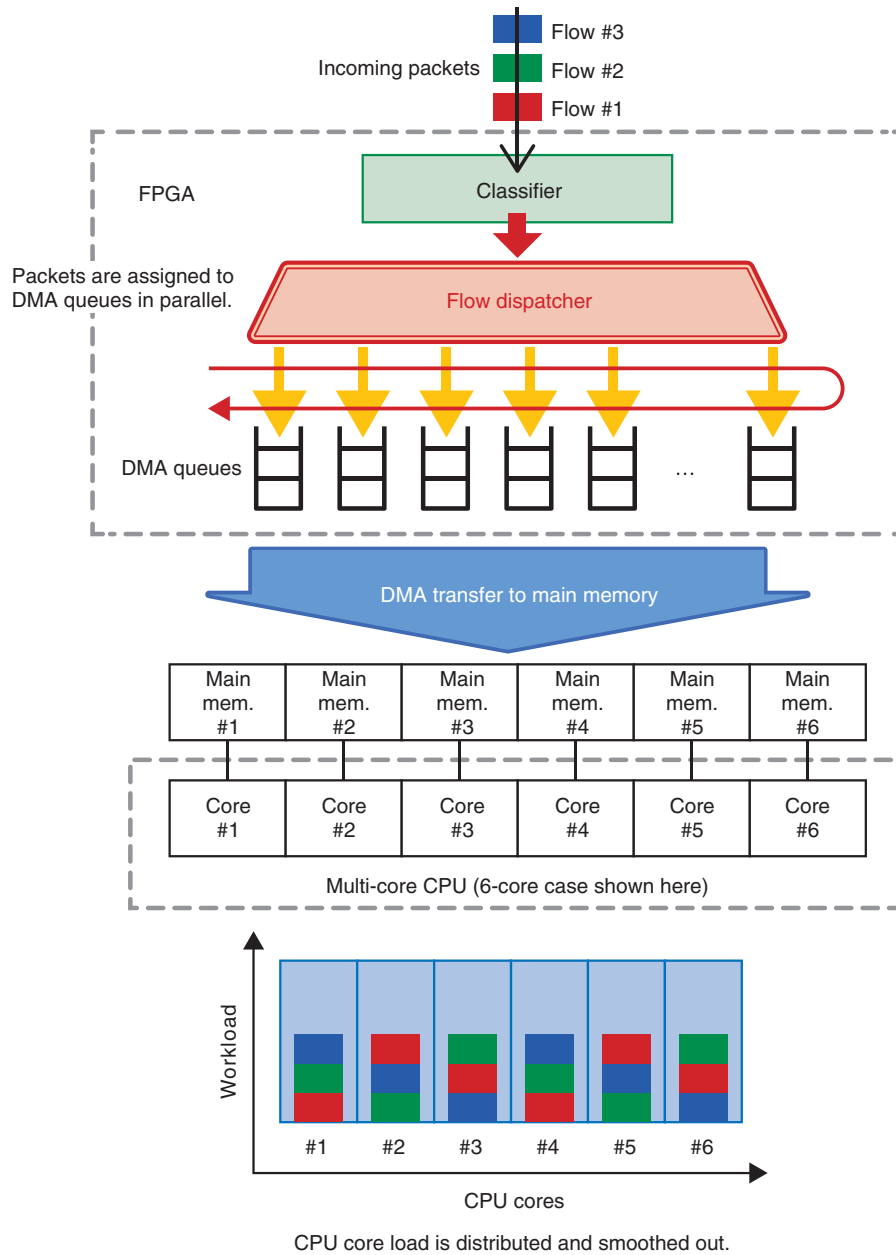 Flow #3
Incoming packets
Flow #2
Flow #1
FPGA
Classifier
Packets are assigned to
DMA queues in parallel.
Flow dispatcher
DMA queues
...
DMA transfer to main memory
Main
mem.
#1
Main
mem.
#2
Main
mem.
#3
Main
mem.
#4
Main
mem.
#5
Main
mem.
#6
Core
#1
Core
#2
Core
#3
Core
#4
Core
#5
Core
#6
Multi-core CPU (6-core case shown here)
Workload
#1
#2
#3
#4
#5
#6
CPU cores
CPU core load is distributed and smoothed out.